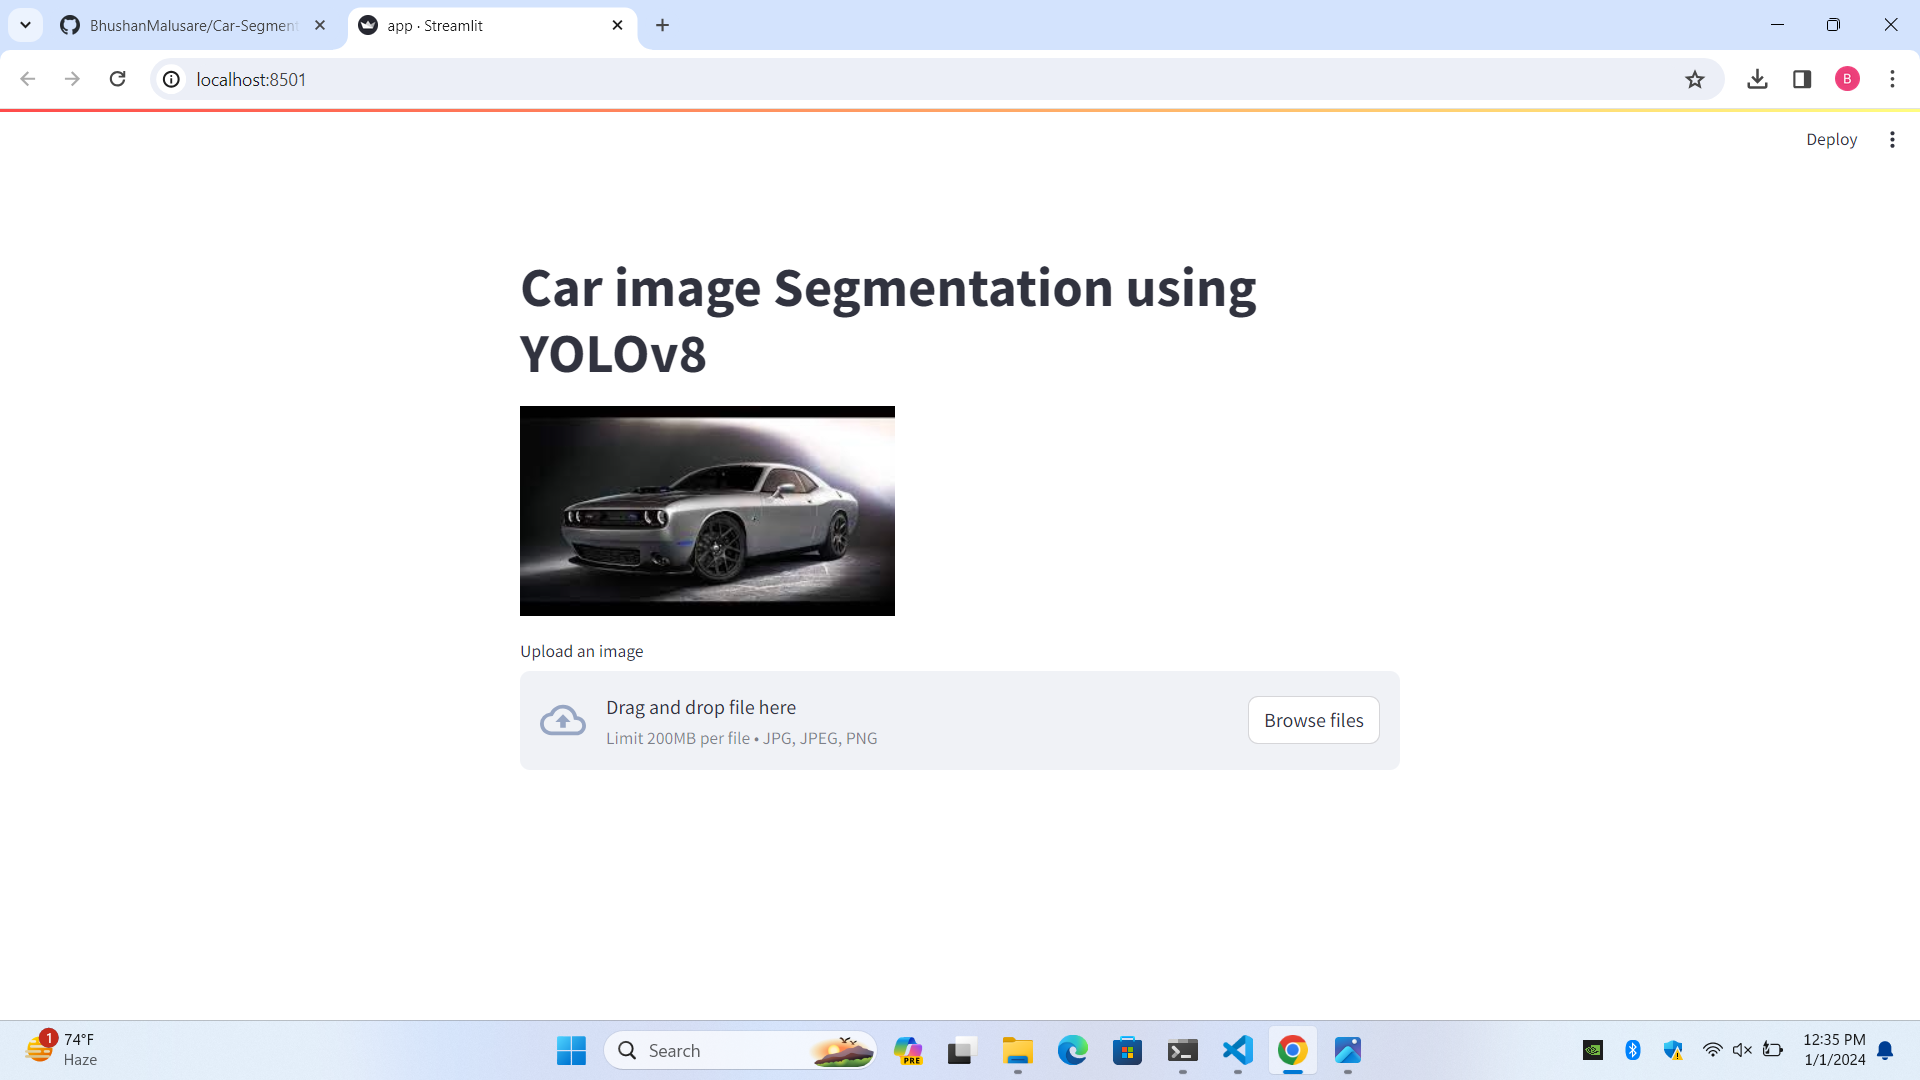 BhushanMalusare/Car-Segment
app · Streamlit
localhost:8501
B
Deploy
Car image Segmentation using
YOLOv8
Upload an image
Drag and drop file here
Limit 200MB per file • JPG, JPEG, PNG
Browse files
1
74°F
Haze
Search
PRE
12:35 PM
1/1/2024